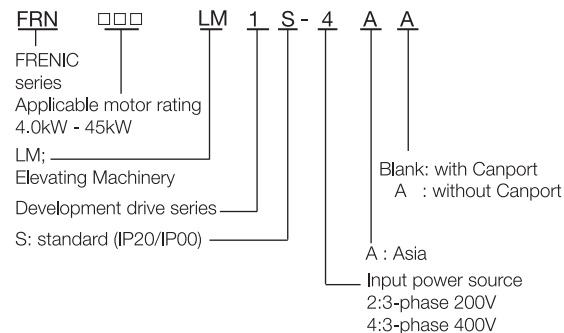 FRN □□□ LM 1 S - 4 A A
FRENIC
series
Applicable motor rating
4.0kW - 45kW
LM;
Elevating Machinery
Development drive series
S: standard (IP20/IP00)
Blank: with Canport
A : without Canport
A : Asia
Input power source
2:3-phase 200V
4:3-phase 400V